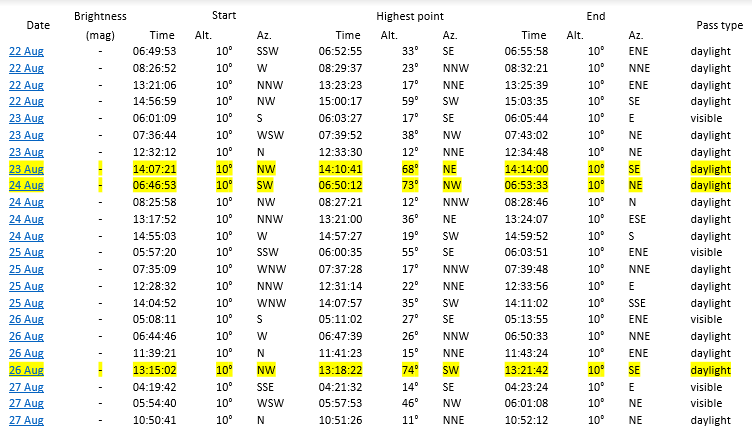 Date Brightness Start Highest point End Pass type
(mag) Time Alt. Az. Time Alt. Az. Time Alt. Az.
22 Aug - 06:49:53 10° SSW 06:52:55 33° SE 06:55:58 10° ENE daylight
22 Aug - 08:26:52 10° W 08:29:37 23° NNW 08:32:21 10° NNE daylight
22 Aug - 13:21:06 10° NNW 13:23:23 17° NNE 13:25:39 10° ENE daylight
22 Aug - 14:56:59 10° NW 15:00:17 59° SW 15:03:35 10° SE daylight
23 Aug - 06:01:09 10° S 06:03:27 17° SE 06:05:44 10° E visible
23 Aug - 07:36:44 10° WSW 07:39:52 38° NW 07:43:02 10° NE daylight
23 Aug - 12:32:12 10° N 12:33:30 12° NNE 12:34:48 10° NE daylight
23 Aug - 14:07:21 10° NW 14:10:41 68° NE 14:14:00 10° SE daylight
24 Aug - 06:46:53 10° SW 06:50:12 73° NW 06:53:33 10° NE daylight
24 Aug - 08:25:58 10° NW 08:27:21 12° NNW 08:28:46 10° N daylight
24 Aug - 13:17:52 10° NNW 13:21:00 36° NE 13:24:07 10° ESE daylight
24 Aug - 14:55:03 10° W 14:57:27 19° SW 14:59:52 10° S daylight
25 Aug - 05:57:20 10° SSW 06:00:35 55° SE 06:03:51 10° ENE visible
25 Aug - 07:35:09 10° WNW 07:37:28 17° NNW 07:39:48 10° NNE daylight
25 Aug - 12:28:32 10° NNW 12:31:14 22° NNE 12:33:56 10° E daylight
25 Aug - 14:04:52 10° WNW 14:07:57 35° SW 14:11:02 10° SSE daylight
26 Aug - 05:08:11 10° S 05:11:02 27° SE 05:13:55 10° ENE visible
26 Aug - 06:44:46 10° W 06:47:39 26° NNW 06:50:33 10° NNE daylight
26 Aug - 11:39:21 10° N 11:41:23 15° NNE 11:43:24 10° ENE daylight
26 Aug - 13:15:02 10° NW 13:18:22 74° SW 13:21:42 10° SE daylight
27 Aug - 04:19:42 10° SSE 04:21:32 14° SE 04:23:24 10° E visible
27 Aug - 05:54:40 10° WSW 05:57:53 46° NW 06:01:08 10° NE visible
27 Aug - 10:50:41 10° N 10:51:26 11° NNE 10:52:12 10° NE daylight